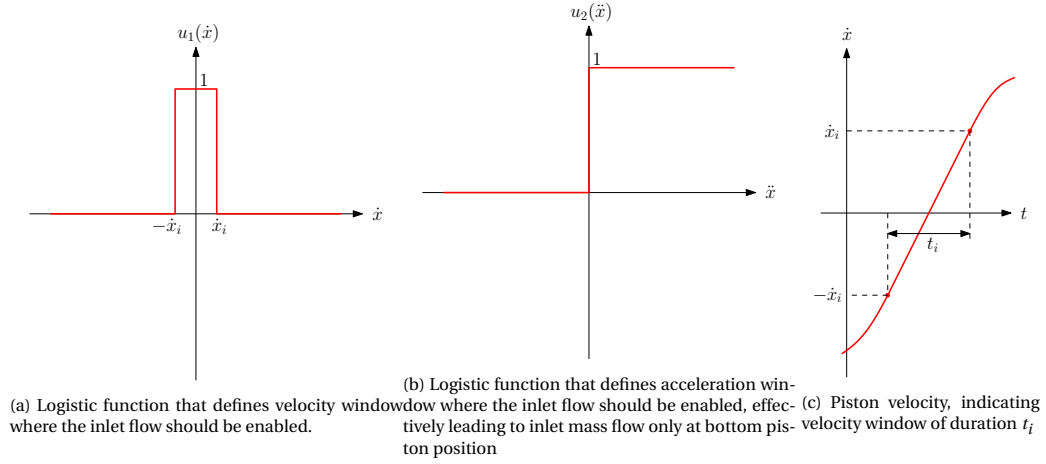 u₁(ẋ)
1
−ẋᵢ
ẋᵢ
ẋ
(a) Logistic function that defines velocity window
where the inlet flow should be enabled.
u₂(ẍ)
1
ẍ
(b) Logistic function that defines acceleration win-
dow where the inlet flow should be enabled, effec-
tively leading to inlet mass flow only at bottom pis-
ton position
ẋ
ẋᵢ
t
tᵢ
−ẋᵢ
(c) Piston velocity, indicating
velocity window of duration tᵢ